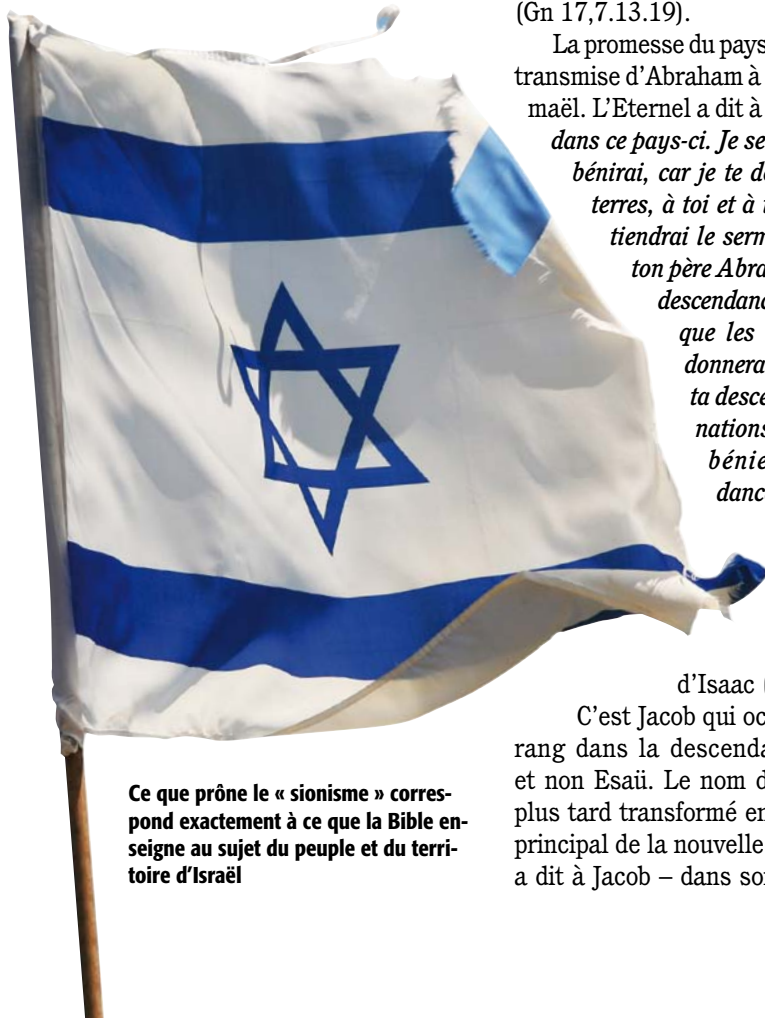 (Gn 17,7.13.19).
La promesse du pays
transmise d’Abraham à
maël. L’Eternel a dit à
dans ce pays-ci. Je se
bénirai, car je te d
terres, à toi et à
tiendrai le serm
ton père Abra
descendanc
que les
donnera
ta desce
nations
bénie
danc
d’Isaac
C’est Jacob qui oc
rang dans la descenda
et non Esaü. Le nom d
plus tard transformé en
principal de la nouvelle
a dit à Jacob – dans so
Ce que prône le « sionisme » corres-
pond exactement à ce que la Bible en-
seigne au sujet du peuple et du terri-
toire d’Israël